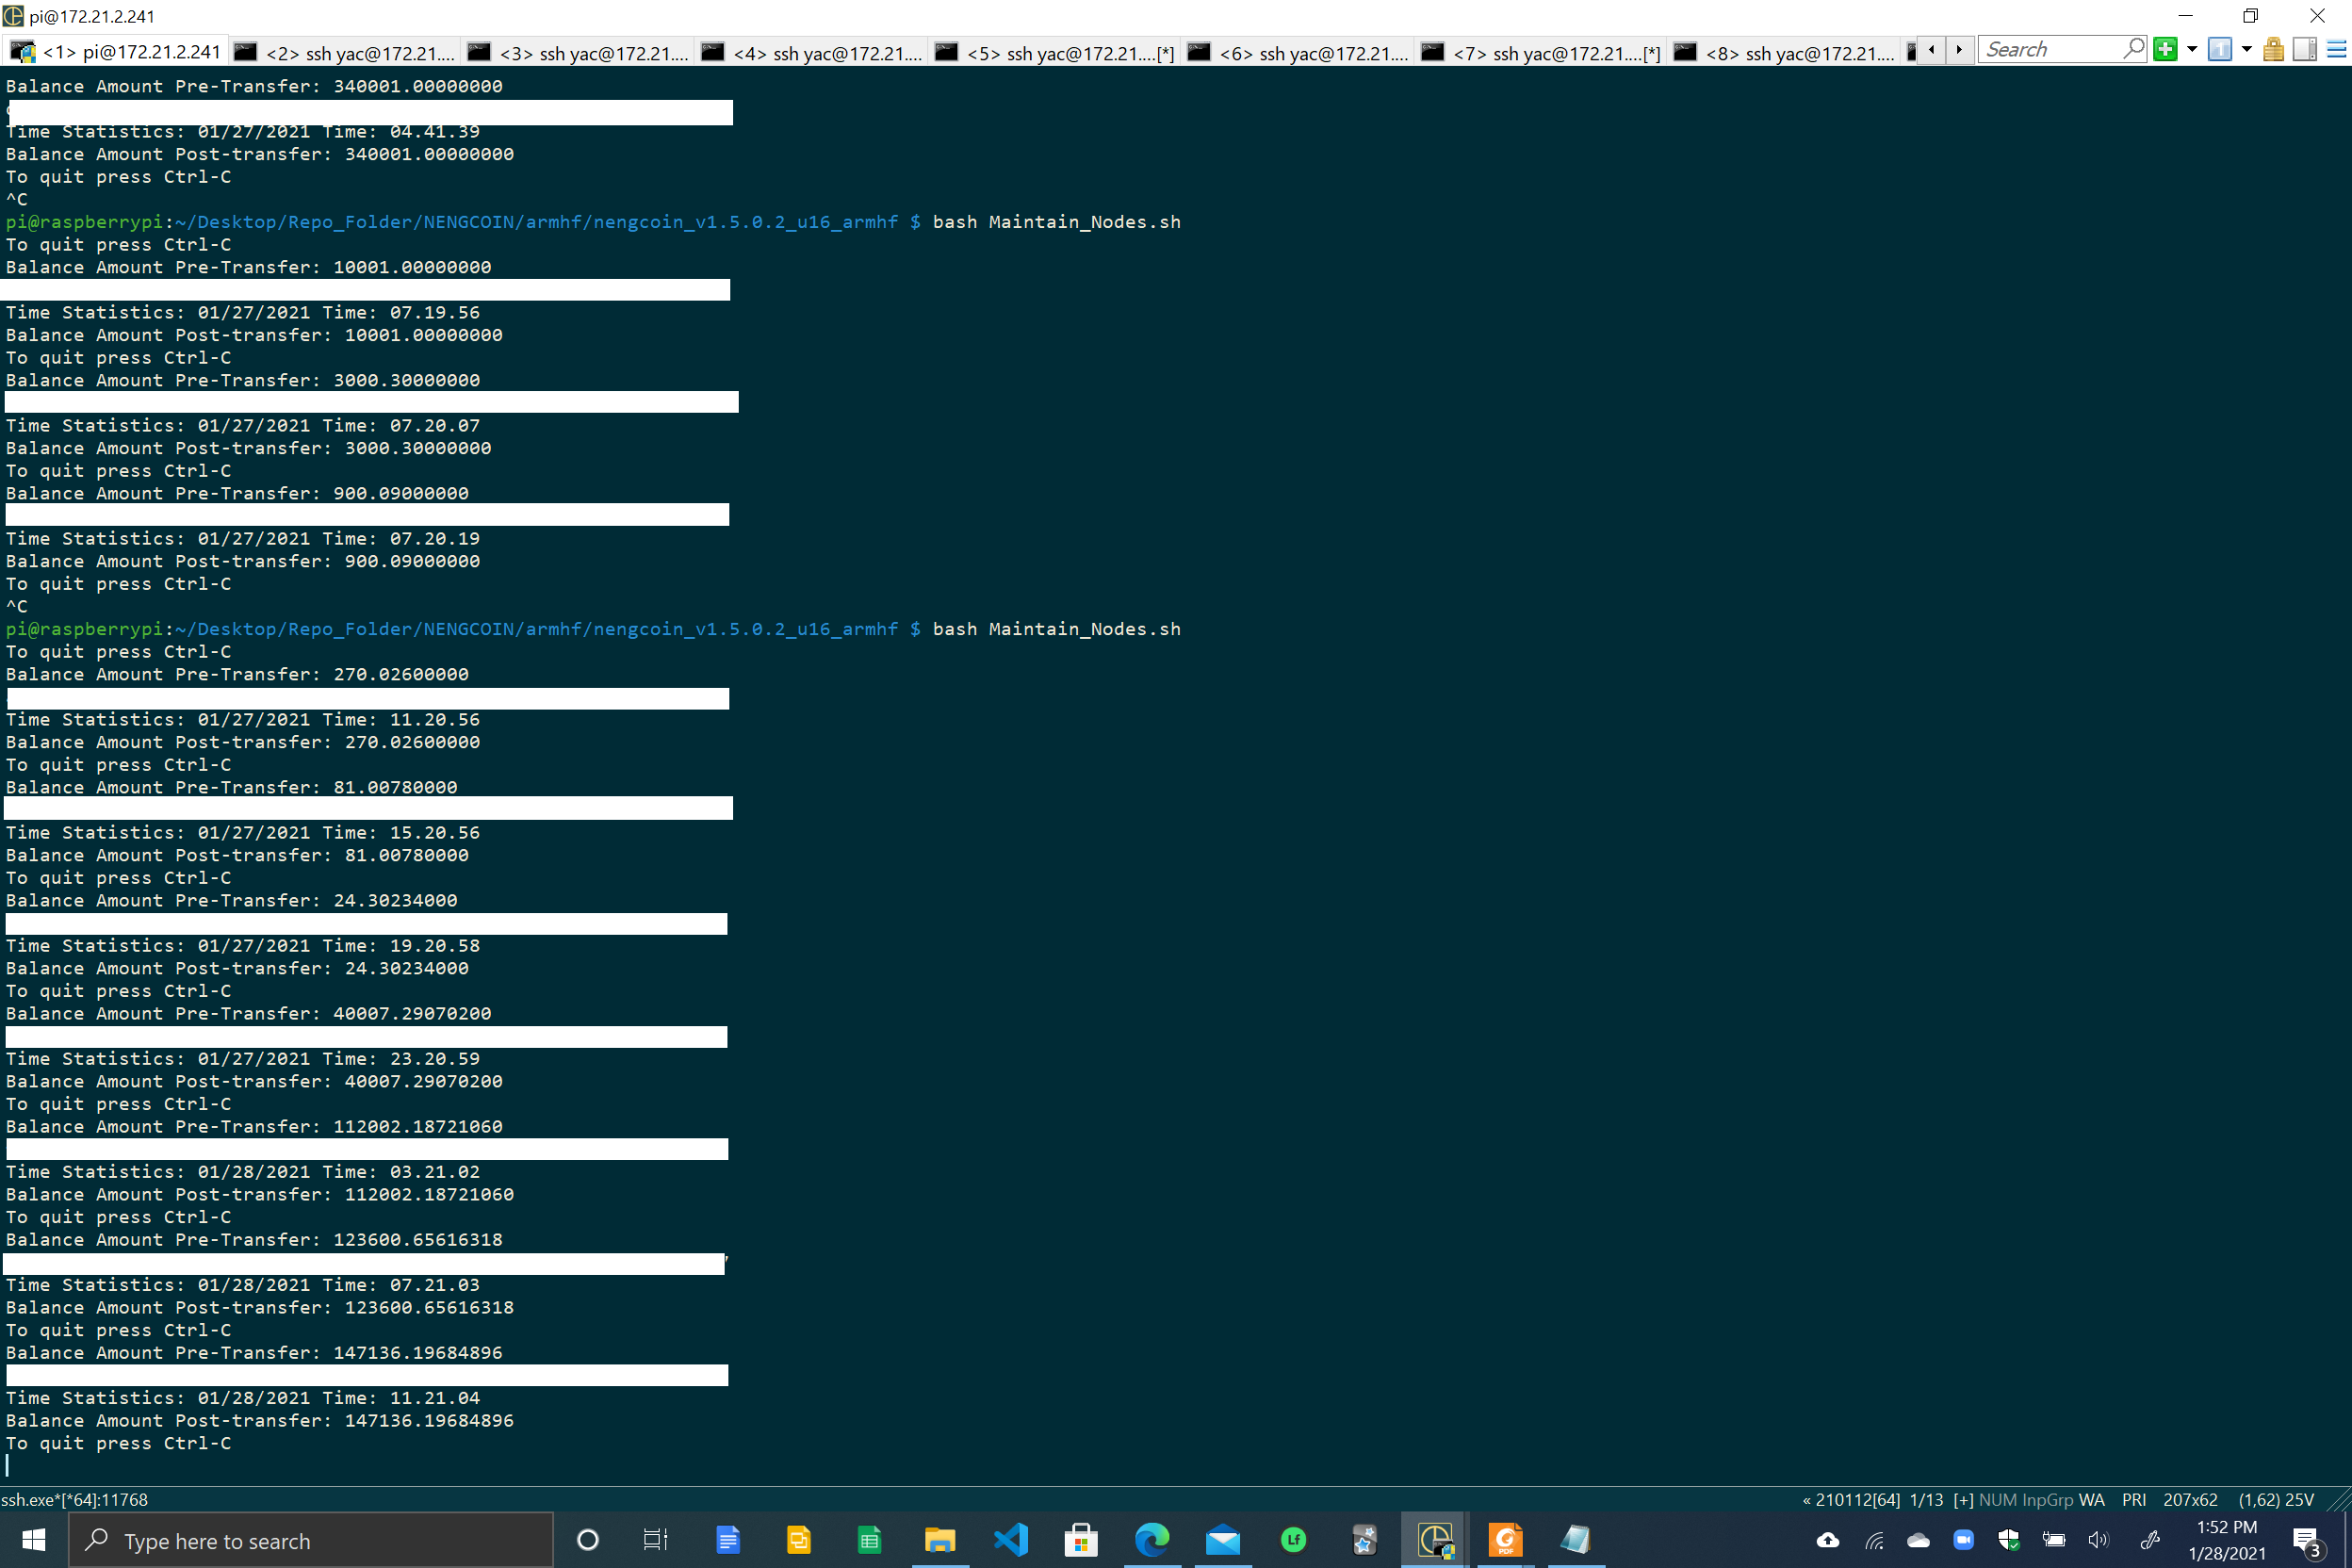 pi@172.21.2.241
<1> pi@172.21.2.241 <2> ssh yac@172.21.... <3> ssh yac@172.21.... <4> ssh yac@172.21.... <5> ssh yac@172.21....[*] <6> ssh yac@172.21.... <7> ssh yac@172.21....[*] <8> ssh yac@172.21.... Search 1
Balance Amount Pre-Transfer: 340001.00000000
Time Statistics: 01/27/2021 Time: 04.41.39
Balance Amount Post-transfer: 340001.00000000
To quit press Ctrl-C
^C
pi@raspberrypi:~/Desktop/Repo_Folder/NENGCOIN/armhf/nengcoin_v1.5.0.2_u16_armhf $ bash Maintain_Nodes.sh
To quit press Ctrl-C
Balance Amount Pre-Transfer: 10001.00000000
Time Statistics: 01/27/2021 Time: 07.19.56
Balance Amount Post-transfer: 10001.00000000
To quit press Ctrl-C
Balance Amount Pre-Transfer: 3000.30000000
Time Statistics: 01/27/2021 Time: 07.20.07
Balance Amount Post-transfer: 3000.30000000
To quit press Ctrl-C
Balance Amount Pre-Transfer: 900.09000000
Time Statistics: 01/27/2021 Time: 07.20.19
Balance Amount Post-transfer: 900.09000000
To quit press Ctrl-C
^C
pi@raspberrypi:~/Desktop/Repo_Folder/NENGCOIN/armhf/nengcoin_v1.5.0.2_u16_armhf $ bash Maintain_Nodes.sh
To quit press Ctrl-C
Balance Amount Pre-Transfer: 270.02600000
Time Statistics: 01/27/2021 Time: 11.20.56
Balance Amount Post-transfer: 270.02600000
To quit press Ctrl-C
Balance Amount Pre-Transfer: 81.00780000
Time Statistics: 01/27/2021 Time: 15.20.56
Balance Amount Post-transfer: 81.00780000
To quit press Ctrl-C
Balance Amount Pre-Transfer: 24.30234000
Time Statistics: 01/27/2021 Time: 19.20.58
Balance Amount Post-transfer: 24.30234000
To quit press Ctrl-C
Balance Amount Pre-Transfer: 40007.29070200
Time Statistics: 01/27/2021 Time: 23.20.59
Balance Amount Post-transfer: 40007.29070200
To quit press Ctrl-C
Balance Amount Pre-Transfer: 112002.18721060
Time Statistics: 01/28/2021 Time: 03.21.02
Balance Amount Post-transfer: 112002.18721060
To quit press Ctrl-C
Balance Amount Pre-Transfer: 123600.65616318
Time Statistics: 01/28/2021 Time: 07.21.03
Balance Amount Post-transfer: 123600.65616318
To quit press Ctrl-C
Balance Amount Pre-Transfer: 147136.19684896
Time Statistics: 01/28/2021 Time: 11.21.04
Balance Amount Post-transfer: 147136.19684896
To quit press Ctrl-C
ssh.exe*[*64]:11768 « 210112[64] 1/13 [+] NUM InpGrp WA PRI 207x62 (1,62) 25V
Type here to search Lf PDF 1:52 PM
1/28/2021 3